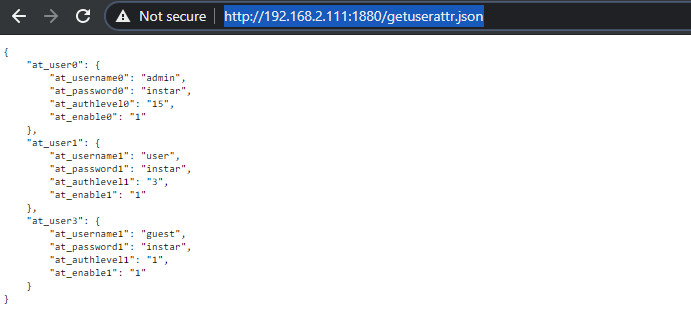 Not secure http://192.168.2.111:1880/getuserattr.json
{
    "at_user0": {
        "at_username0": "admin",
        "at_password0": "instar",
        "at_authlevel0": "15",
        "at_enable0": "1"
    },
    "at_user1": {
        "at_username1": "user",
        "at_password1": "instar",
        "at_authlevel1": "3",
        "at_enable1": "1"
    },
    "at_user3": {
        "at_username1": "guest",
        "at_password1": "instar",
        "at_authlevel1": "1",
        "at_enable1": "1"
    }
}